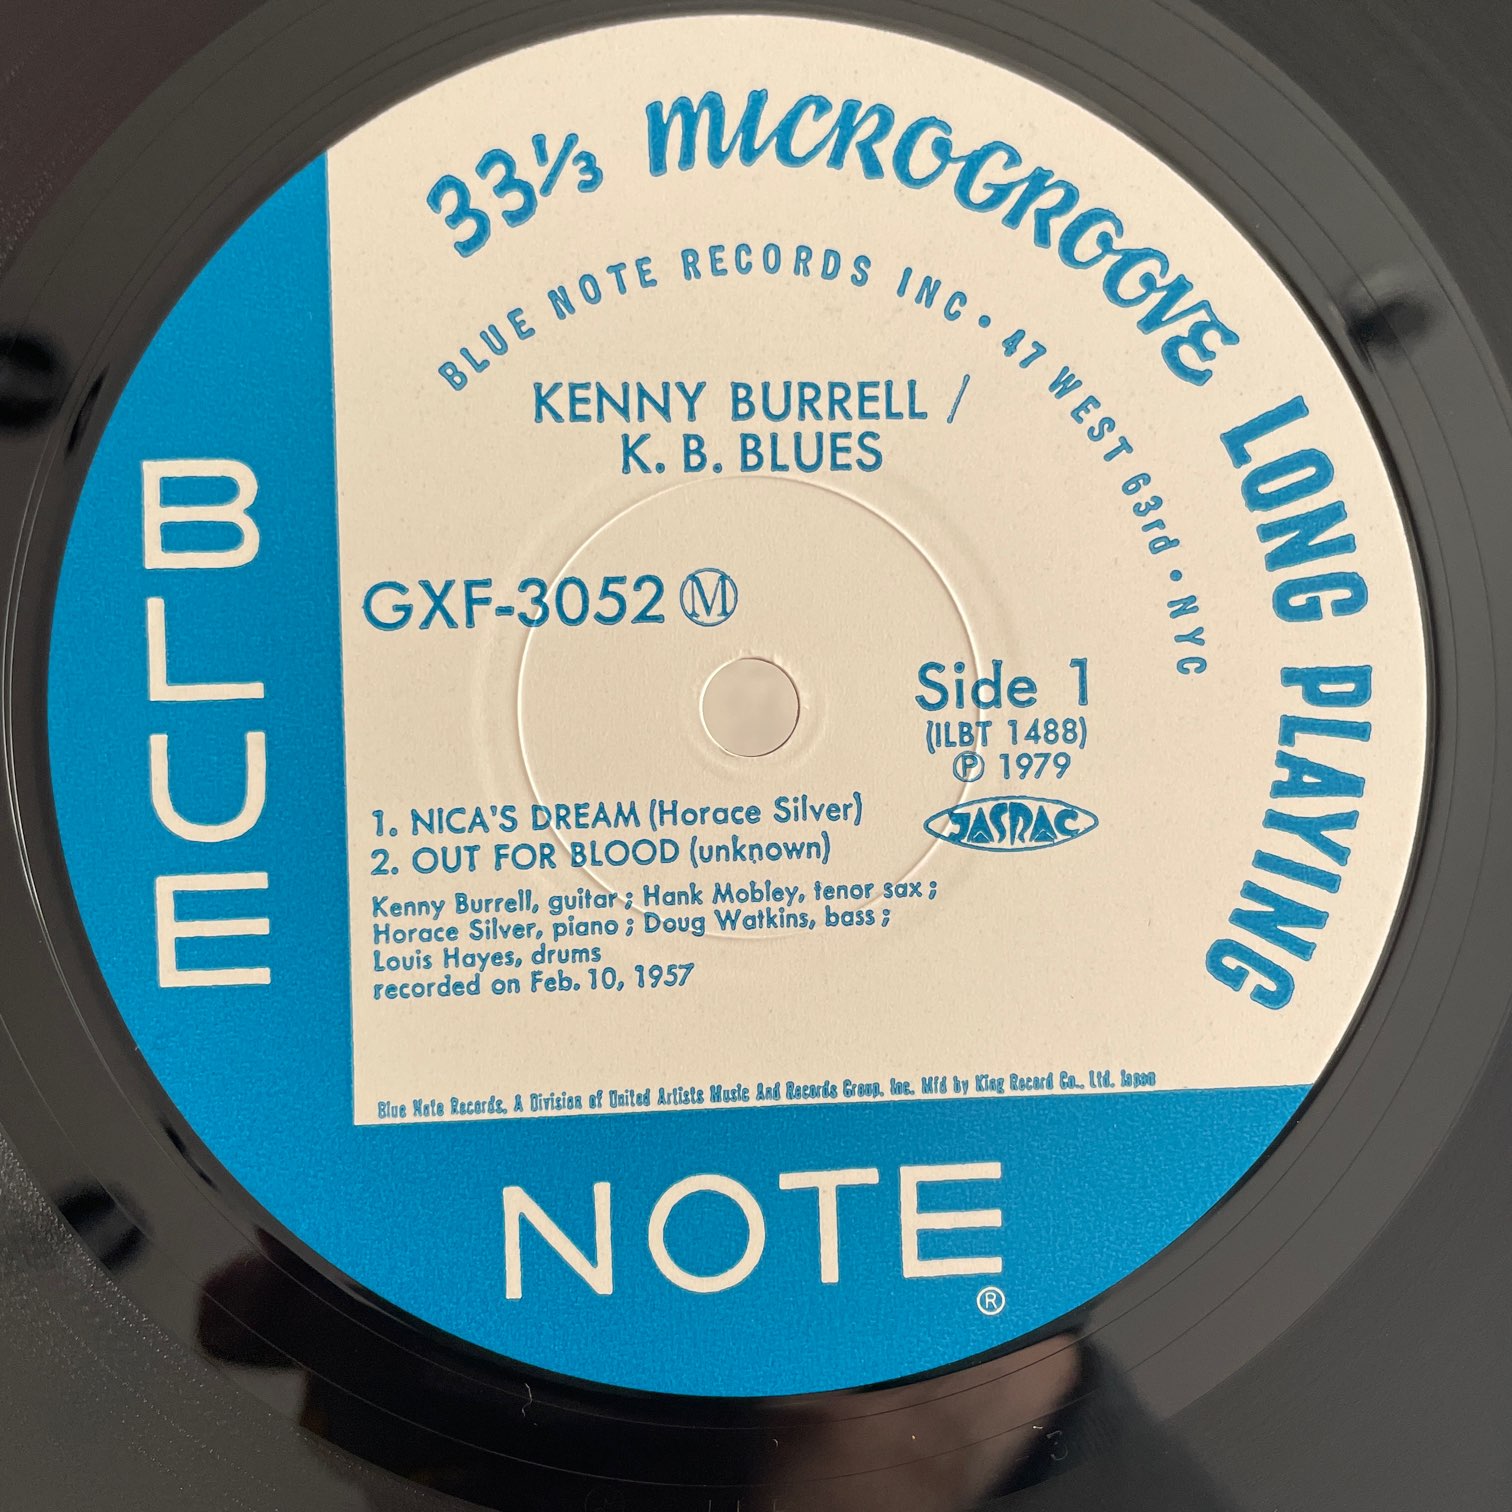 33⅓ MICROGROOVE LONG PLAYING
BLUE NOTE RECORDS INC • 47 WEST 63rd • NYC
KENNY BURRELL /
K. B. BLUES
GXF-3052 Ⓜ
Side 1
(ILBT 1488)
℗ 1979
JASRAC
1. NICA'S DREAM (Horace Silver)
2. OUT FOR BLOOD (unknown)
Kenny Burrell, guitar ; Hank Mobley, tenor sax ;
Horace Silver, piano ; Doug Watkins, bass ;
Louis Hayes, drums
recorded on Feb. 10, 1957
Blue Note Records, A Division of United Artists Music And Records Group, Inc. Mfd by King Record Co., Ltd. Japan
BLUE
NOTE
®